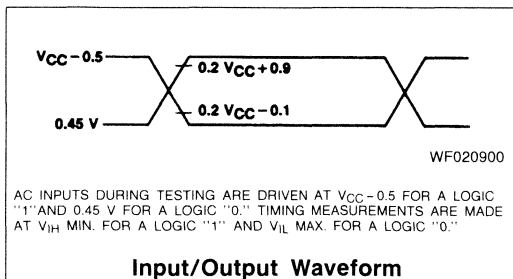 VCC – 0.5
0.2 VCC+0.9
0.2 VCC–0.1
0.45 V
WF020900
AC INPUTS DURING TESTING ARE DRIVEN AT VCC – 0.5 FOR A LOGIC
"1"AND 0.45 V FOR A LOGIC "0." TIMING MEASUREMENTS ARE MADE
AT VIH MIN. FOR A LOGIC "1" AND VIL MAX. FOR A LOGIC "0."
Input/Output Waveform